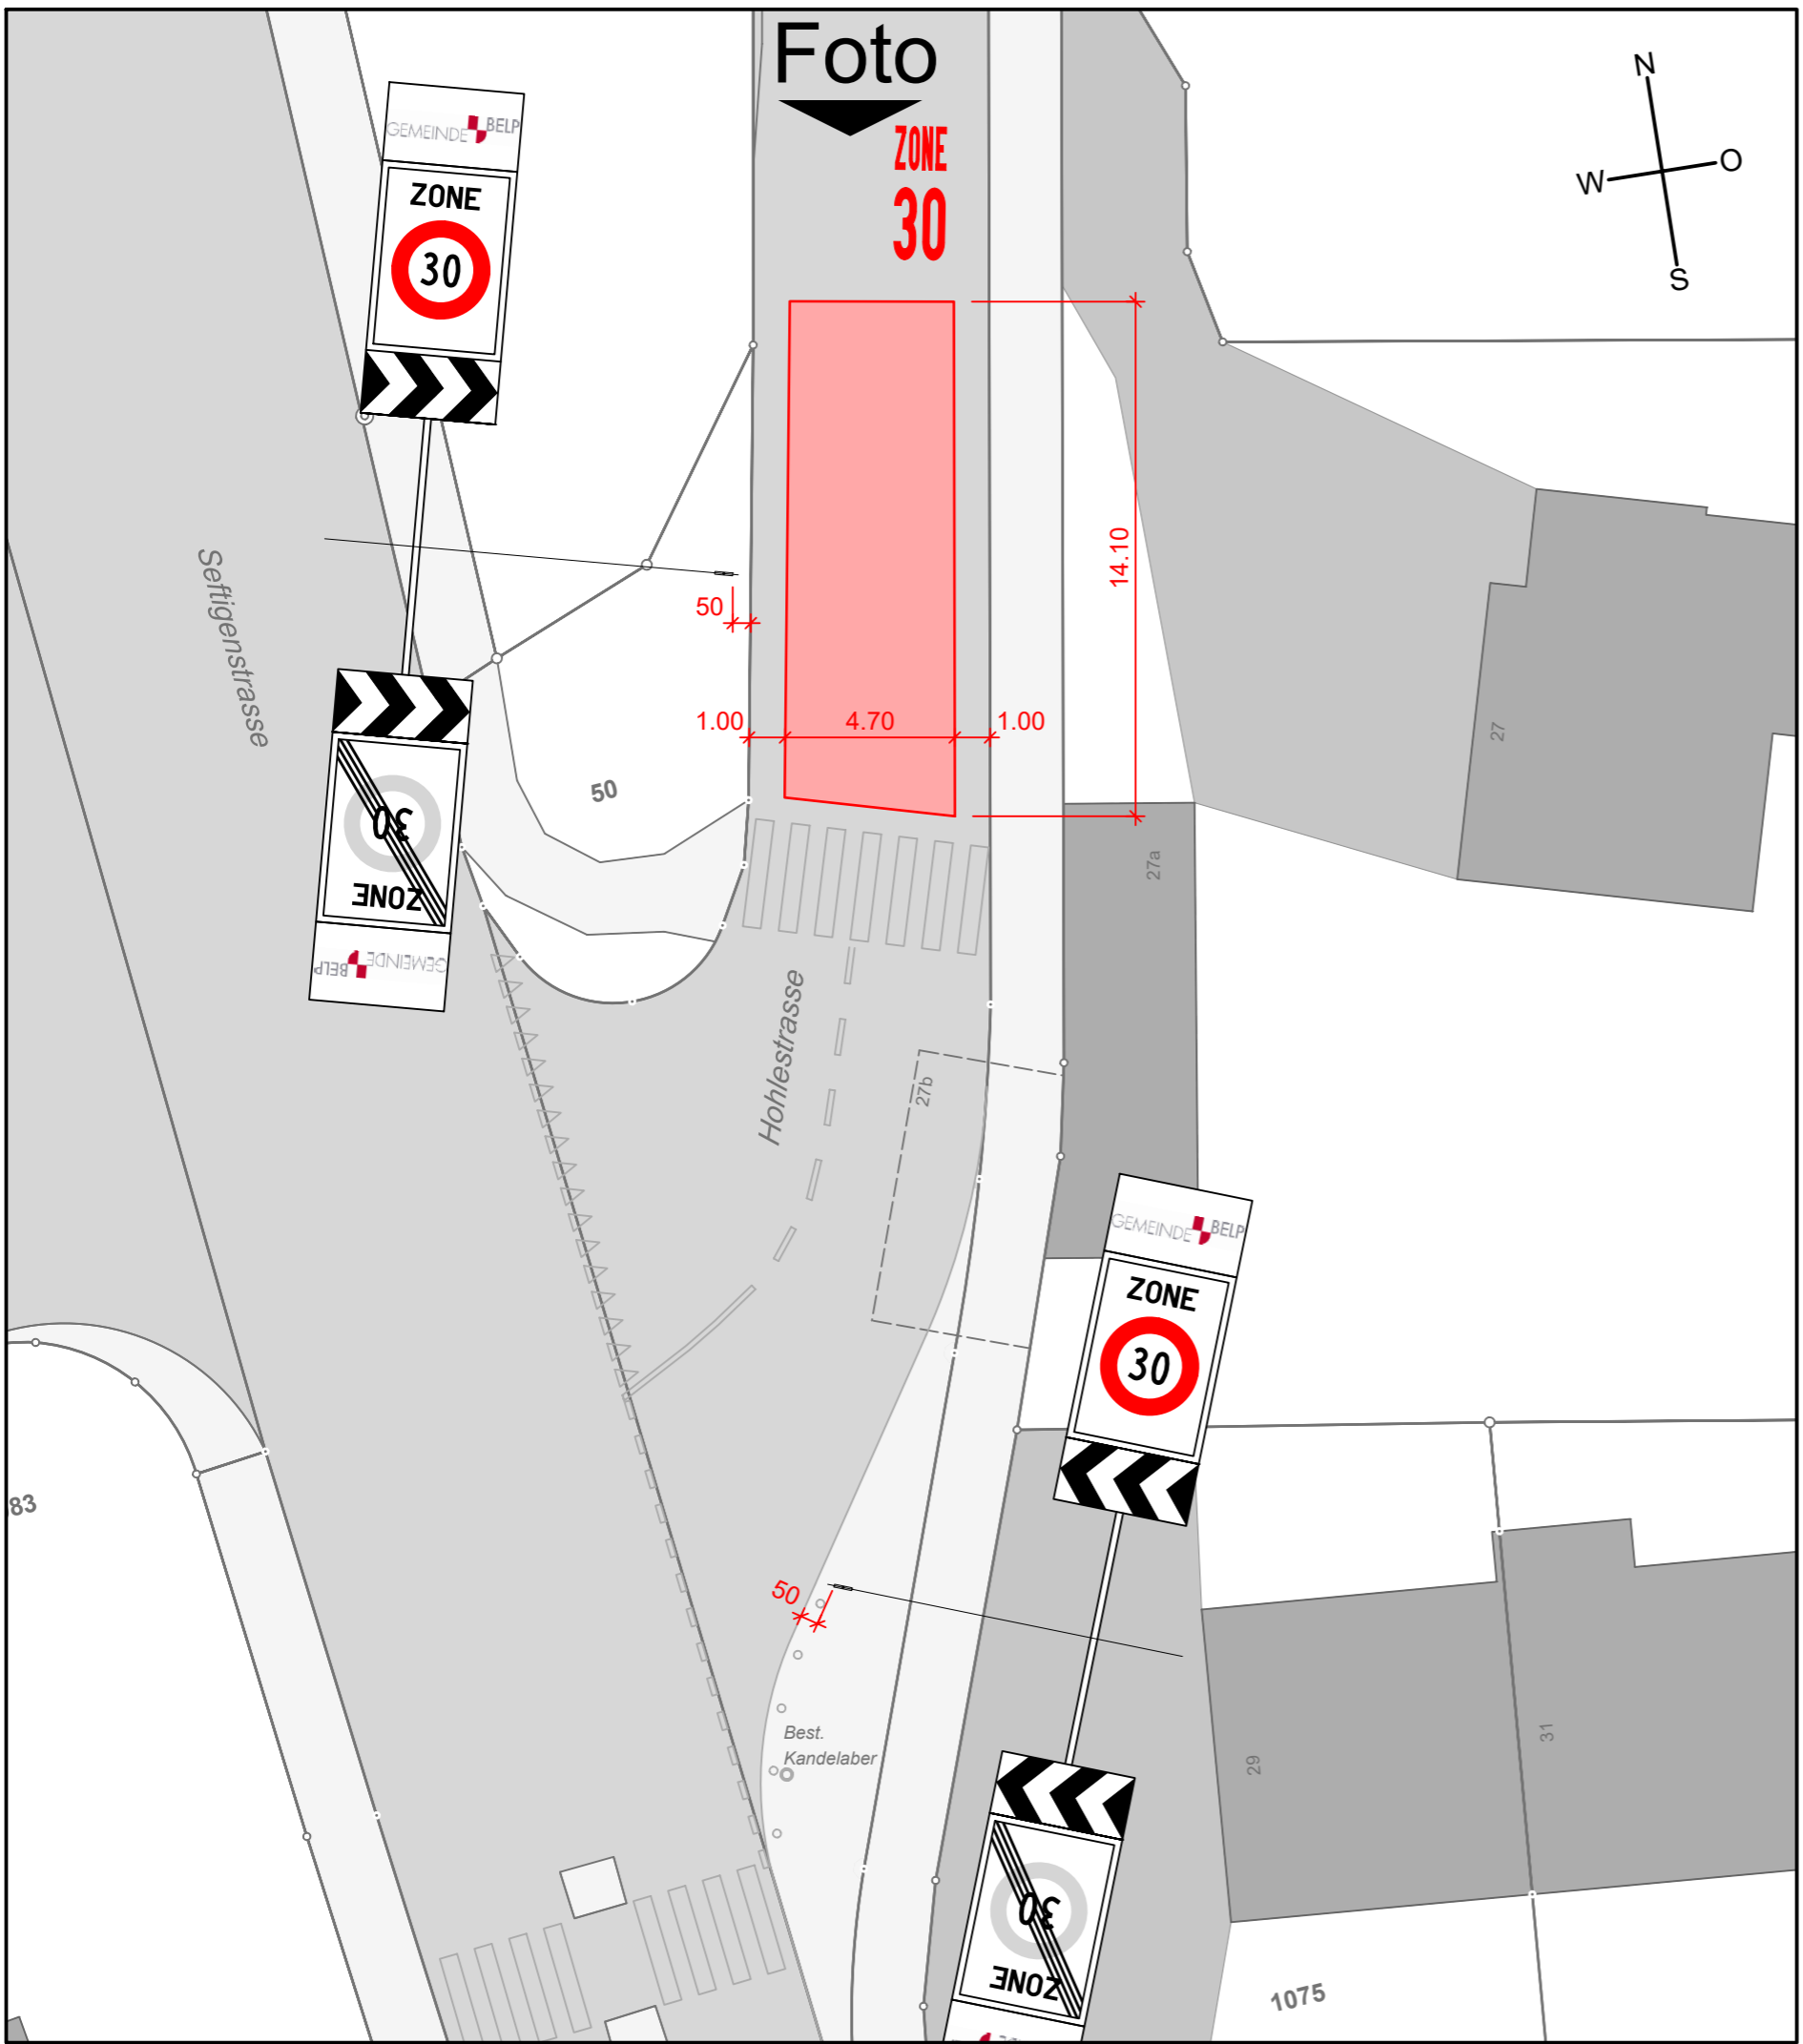 Foto
ZONE
30
N
W
O
S
GEMEINDE BELP
ZONE
30
Seftigenstrasse
50
1.00
4.70
1.00
14.10
50
27
27a
30
ZONE
GEMEINDE BELP
Hohlestrasse
27b
GEMEINDE BELP
ZONE
30
83
50
Best.
Kandelaber
29
31
30
ZONE
1075